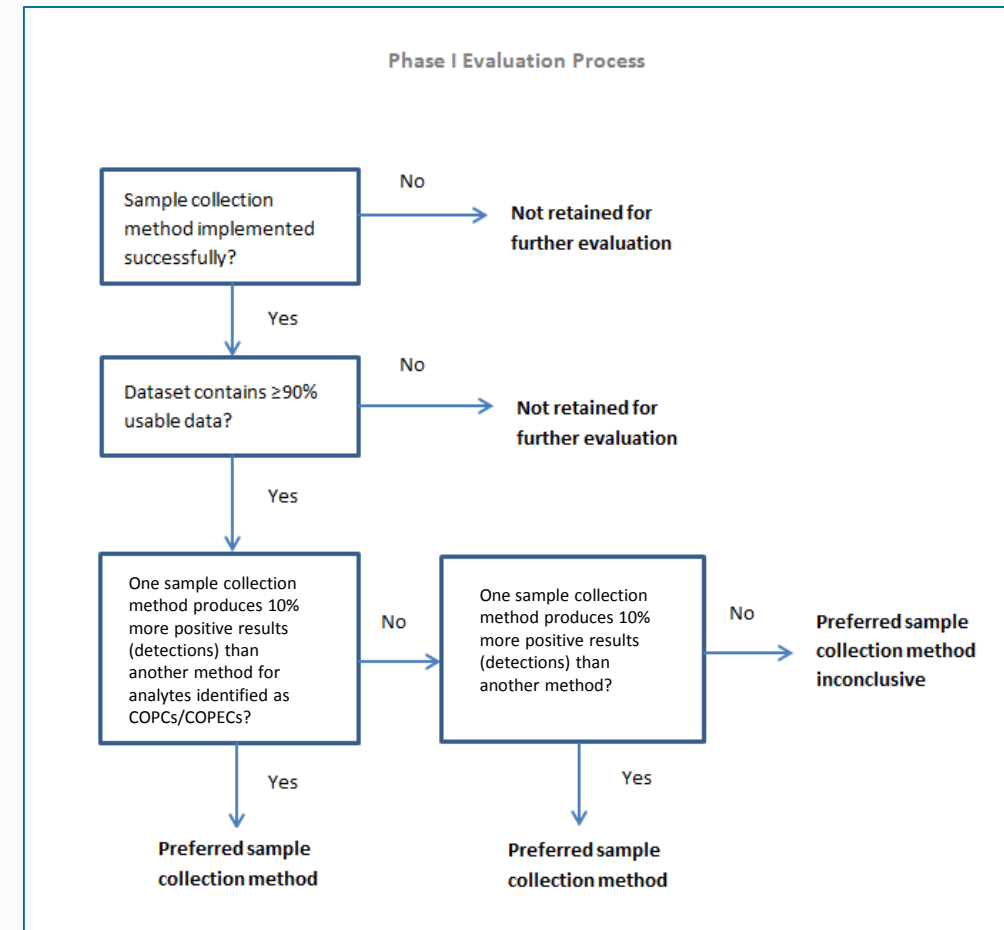 Phase I Evaluation Process
Sample collection
method implemented
successfully?
No
Not retained for
further evaluation
Yes
Dataset contains ≥90%
usable data?
No
Not retained for
further evaluation
Yes
One sample collection
method produces 10%
more positive results
(detections) than
another method for
analytes identified as
COPCs/COPECs?
No
One sample collection
method produces 10%
more positive results
(detections) than
another method?
No
Preferred sample
collection method
inconclusive
Yes
Preferred sample
collection method
Yes
Preferred sample
collection method